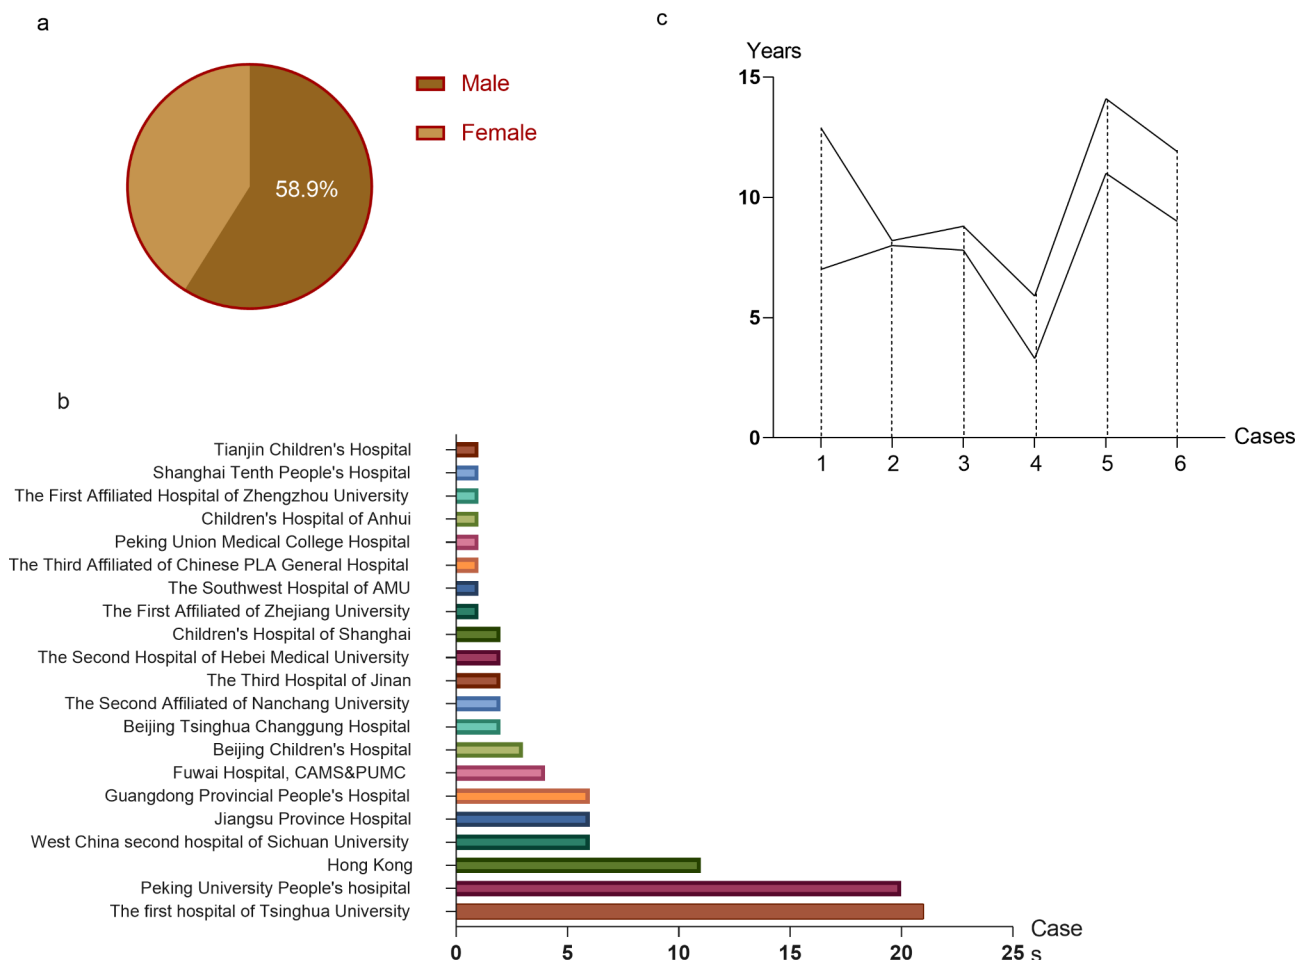 a
Male
Female
58.9%
c
Years
15
10
5
0
1 2 3 4 5 6
Cases
b
Tianjin Children's Hospital
Shanghai Tenth People's Hospital
The First Affiliated Hospital of Zhengzhou University
Children's Hospital of Anhui
Peking Union Medical College Hospital
The Third Affiliated of Chinese PLA General Hospital
The Southwest Hospital of AMU
The First Affiliated of Zhejiang University
Children's Hospital of Shanghai
The Second Hospital of Hebei Medical University
The Third Hospital of Jinan
The Second Affiliated of Nanchang University
Beijing Tsinghua Changgung Hospital
Beijing Children's Hospital
Fuwai Hospital, CAMS&PUMC
Guangdong Provincial People's Hospital
Jiangsu Province Hospital
West China second hospital of Sichuan University
Hong Kong
Peking University People's hosipital
The first hospital of Tsinghua University
0 5 10 15 20 25
Case
s